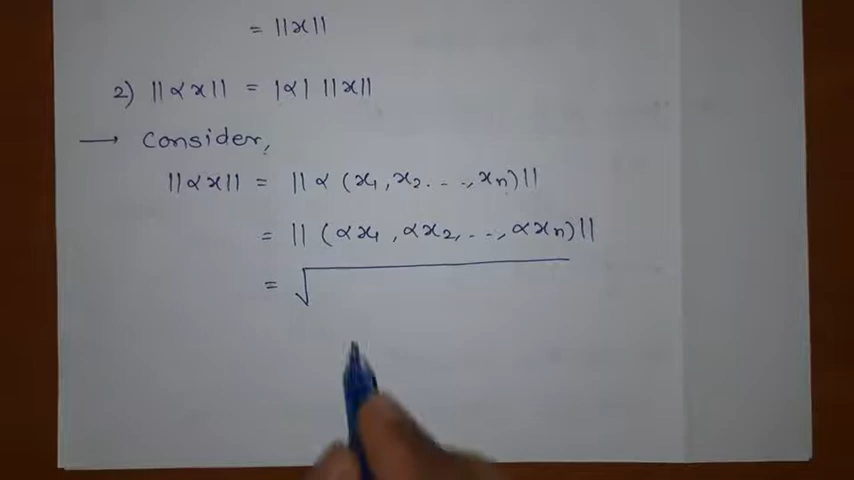 = ||x||
2) ||αx|| = |α| ||x||
→ Consider,
||αx|| = ||α (x₁, x₂. . ., xₙ)||
= || (αx₁, αx₂, . . ., αxₙ)||
= √